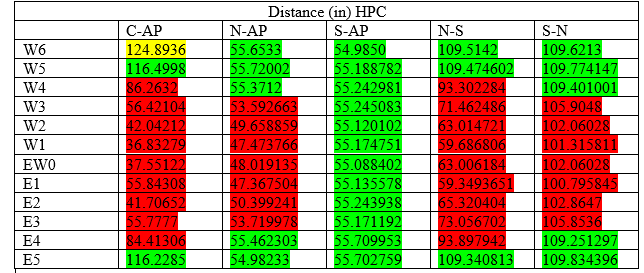 Distance (in) HPC
C-AP N-AP S-AP N-S S-N
W6 124.8936 55.6533 54.9850 109.5142 109.6213
W5 116.4998 55.72002 55.188782 109.474602 109.774147
W4 86.2632 55.3712 55.242981 93.302284 109.401001
W3 56.42104 53.592663 55.245083 71.462486 105.9048
W2 42.04212 49.658859 55.120102 63.014721 102.06028
W1 36.83279 47.473766 55.174751 59.686806 101.315811
EW0 37.55122 48.019135 55.088402 63.006184 102.06028
E1 55.84308 47.367504 55.135578 59.3493651 100.795845
E2 41.70652 50.399241 55.243938 65.320404 102.8647
E3 55.7777 53.719978 55.171192 73.056702 105.8536
E4 84.41306 55.462303 55.709953 93.897942 109.251297
E5 116.2285 54.98233 55.702759 109.340813 109.834396